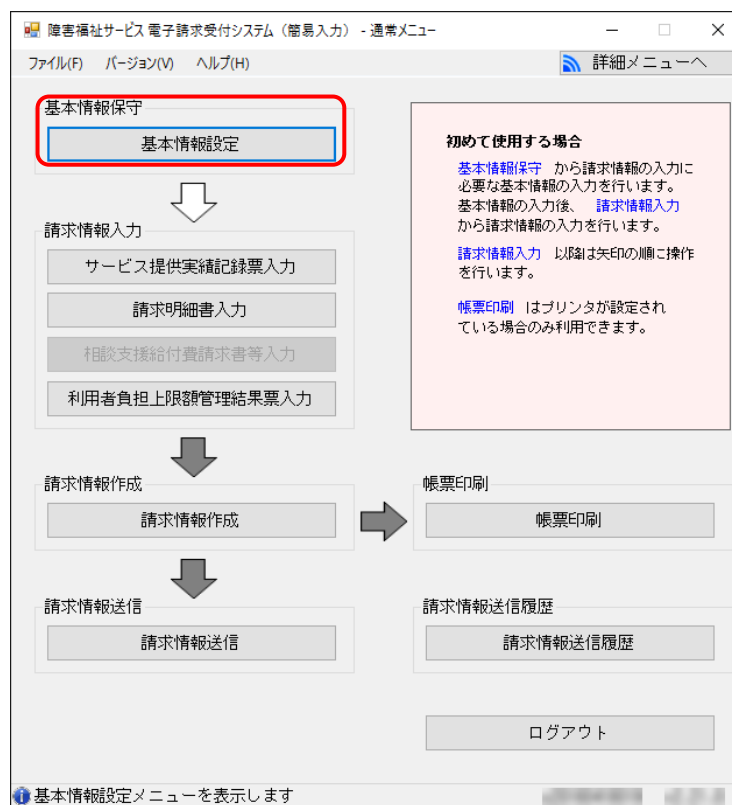 障害福祉サービス 電子請求受付システム（簡易入力） - 通常メニュー
ファイル(F) バージョン(V) ヘルプ(H)
詳細メニューへ
基本情報保守
基本情報設定
初めて使用する場合
基本情報保守 から請求情報の入力に
必要な基本情報の入力を行います。
基本情報の入力後、 請求情報入力
から請求情報の入力を行います。
請求情報入力 以降は矢印の順に操作
を行います。
帳票印刷 はプリンタが設定され
ている場合のみ利用できます。
請求情報入力
サービス提供実績記録票入力
請求明細書入力
相談支援給付費請求書等入力
利用者負担上限額管理結果票入力
請求情報作成
請求情報作成
帳票印刷
帳票印刷
請求情報送信
請求情報送信
請求情報送信履歴
請求情報送信履歴
ログアウト
基本情報設定メニューを表示します